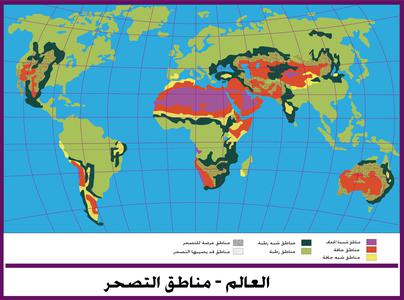 مناطق شديدة الجفاف
مناطق جافة
مناطق شبه جافة
مناطق شبه رطبة
مناطق رطبة
مناطق عرضة للتصحر
مناطق قد يصيبها التصحر
العالم - مناطق التصحر